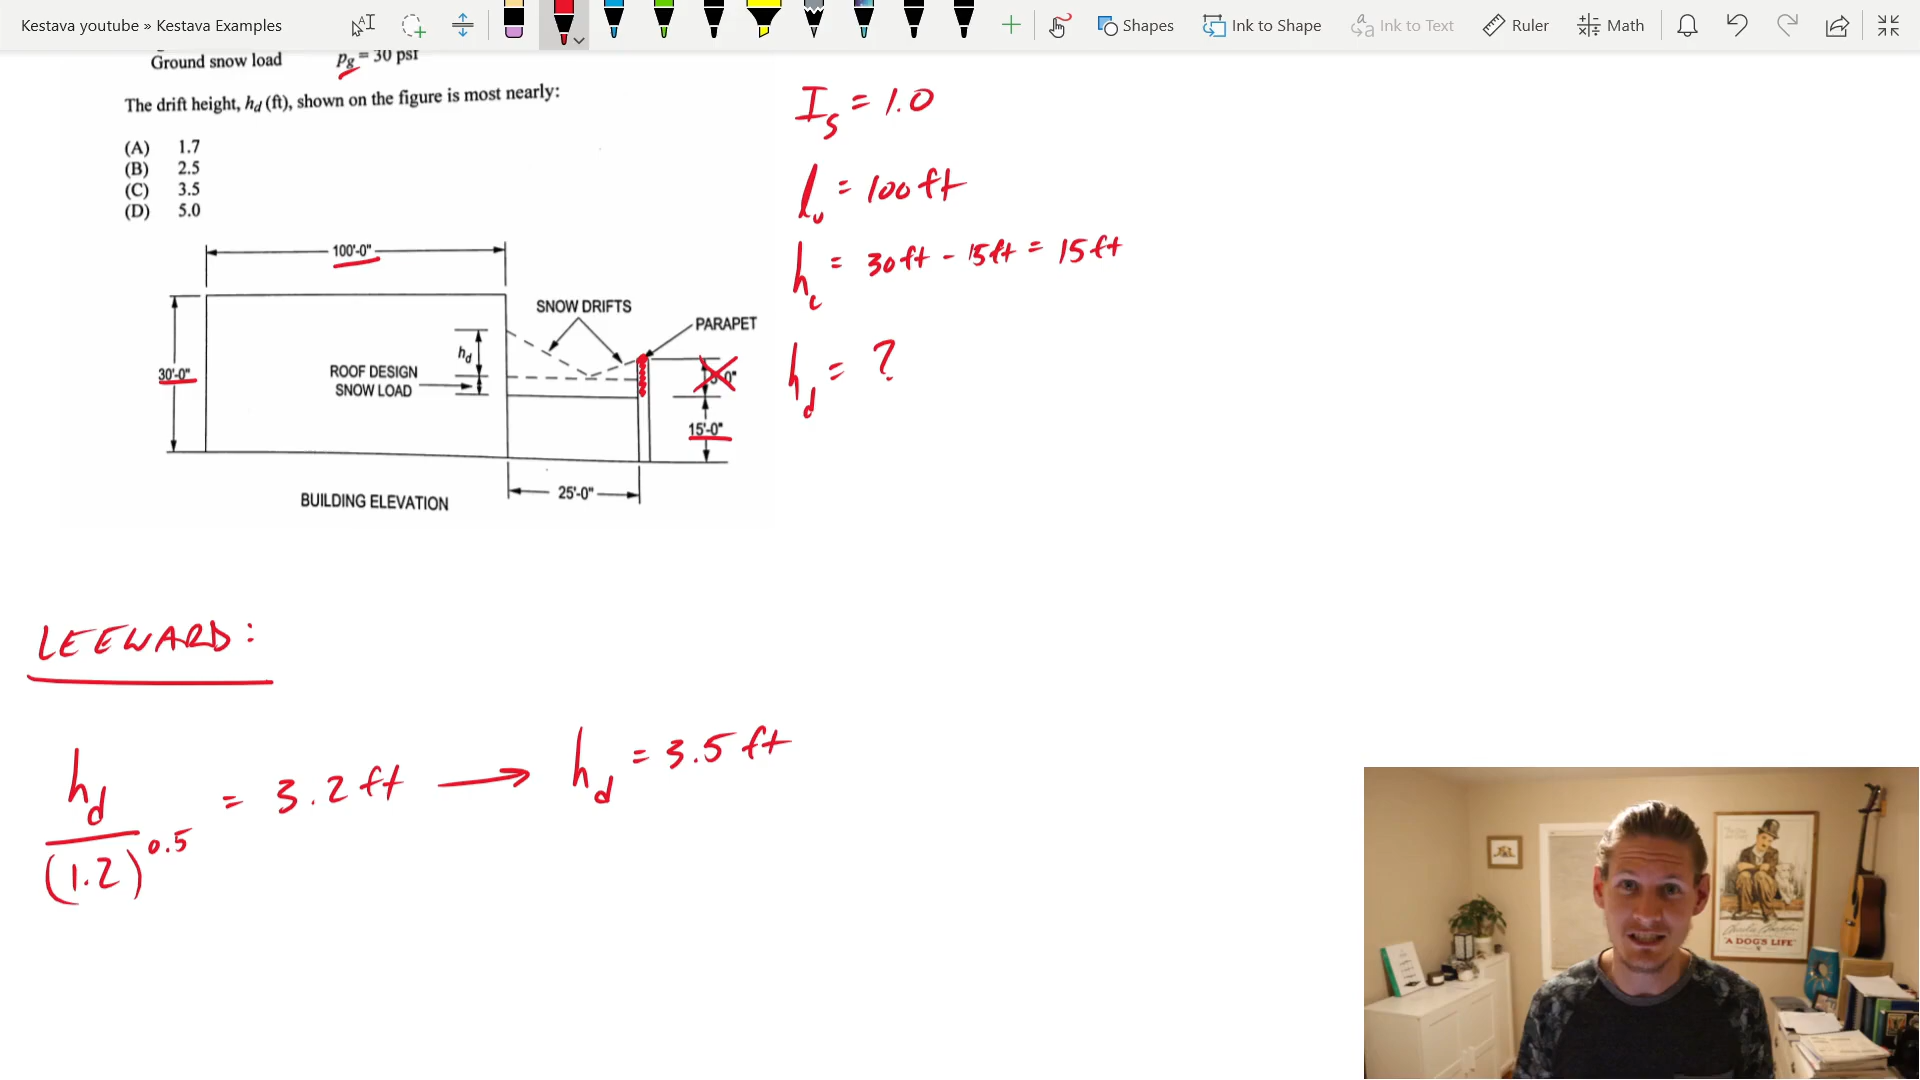 Kestava youtube » Kestava Examples
Shapes
Ink to Shape
Ink to Text
Ruler
Math
Ground snow load pg = 30 psf
The drift height, hd (ft), shown on the figure is most nearly:
(A) 1.7
(B) 2.5
(C) 3.5
(D) 5.0
100'-0"
SNOW DRIFTS
PARAPET
hd
30'-0"
ROOF DESIGN
SNOW LOAD
15'-0"
25'-0"
BUILDING ELEVATION
Is = 1.0
lu = 100 ft
hc = 30 ft - 15 ft = 15 ft
hd = ?
LEEWARD:
hd / (1.2)^0.5 = 3.2 ft → hd = 3.5 ft
"A DOG'S LIFE"